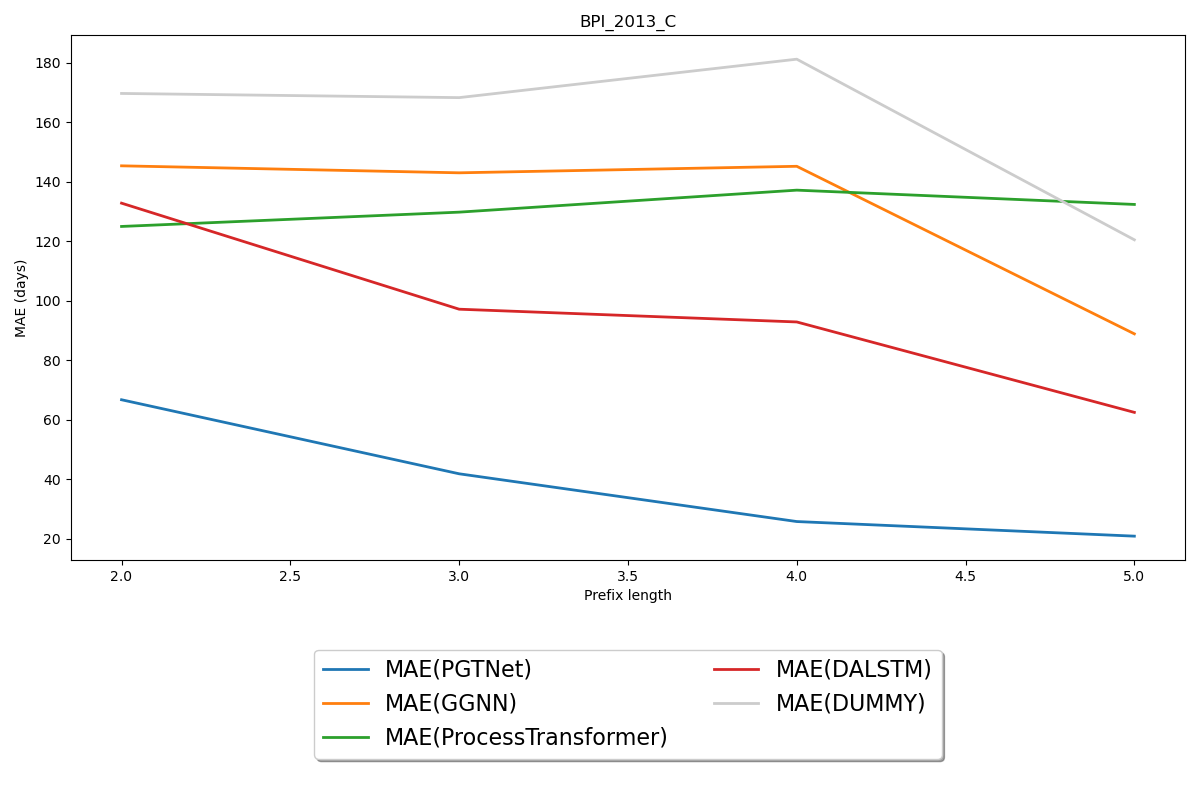 BPI_2013_C
180
160
140
120
100
80
60
40
20
MAE (days)
2.0 2.5 3.0 3.5 4.0 4.5 5.0
Prefix length
MAE(PGTNet)
MAE(GGNN)
MAE(ProcessTransformer)
MAE(DALSTM)
MAE(DUMMY)